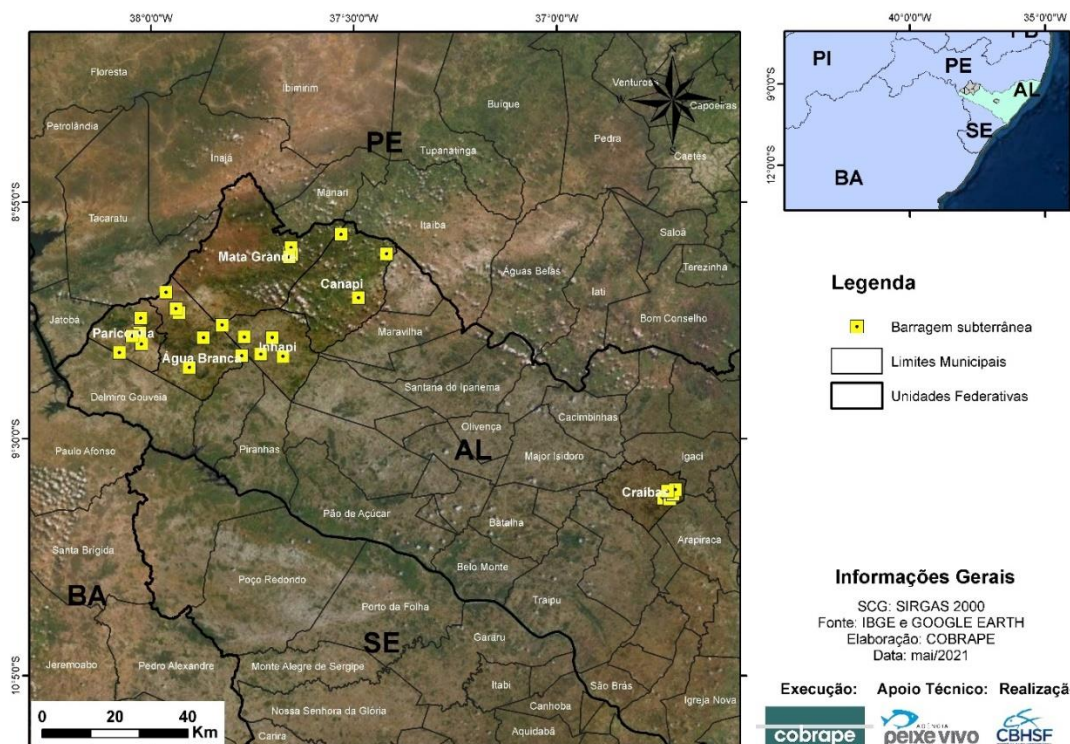 38°0'0"W
37°30'0"W
37°0'0"W
40°0'0"W
35°0'0"W
Floresta
Ibimirim
Venturosa
Capoeiras
Buíque
Petrolândia
PE
Pedra
Tupanatinga
Caetés
Inajá
Manari
8°55'0"S
Tacaratu
Itaíba
Saloá
Mata Grande
Águas Belas
Terezinha
Canapi
Iati
Jatobá
Bom Conselho
Pariconha
Maravilha
Água Branca
Inhapi
Santana do Ipanema
Delmiro Gouveia
Cacimbinhas
Olivença
9°30'0"S
Paulo Afonso
Piranhas
AL
Major Isidoro
Igaci
Craíbas
Pão de Açúcar
Batalha
Arapiraca
Santa Brígida
Belo Monte
BA
Poço Redondo
Traipu
Porto da Folha
SE
Gararu
Jeremoabo
Pedro Alexandre
Monte Alegre de Sergipe
10°5'0"S
Itabi
São Brás
Nossa Senhora da Glória
Canhoba
Igreja Nova
Carira
Aquidabã
0 20 40
Km
PB
PI
PE
9°0'0"S
AL
SE
12°0'0"S
BA
Legenda
Barragem subterrânea
Limites Municipais
Unidades Federativas
Informações Gerais
SCG: SIRGAS 2000
Fonte: IBGE e GOOGLE EARTH
Elaboração: COBRAPE
Data: mai/2021
Execução: Apoio Técnico: Realizaçã
cobrape
AGÊNCIA
peixe vivo
CBHSF